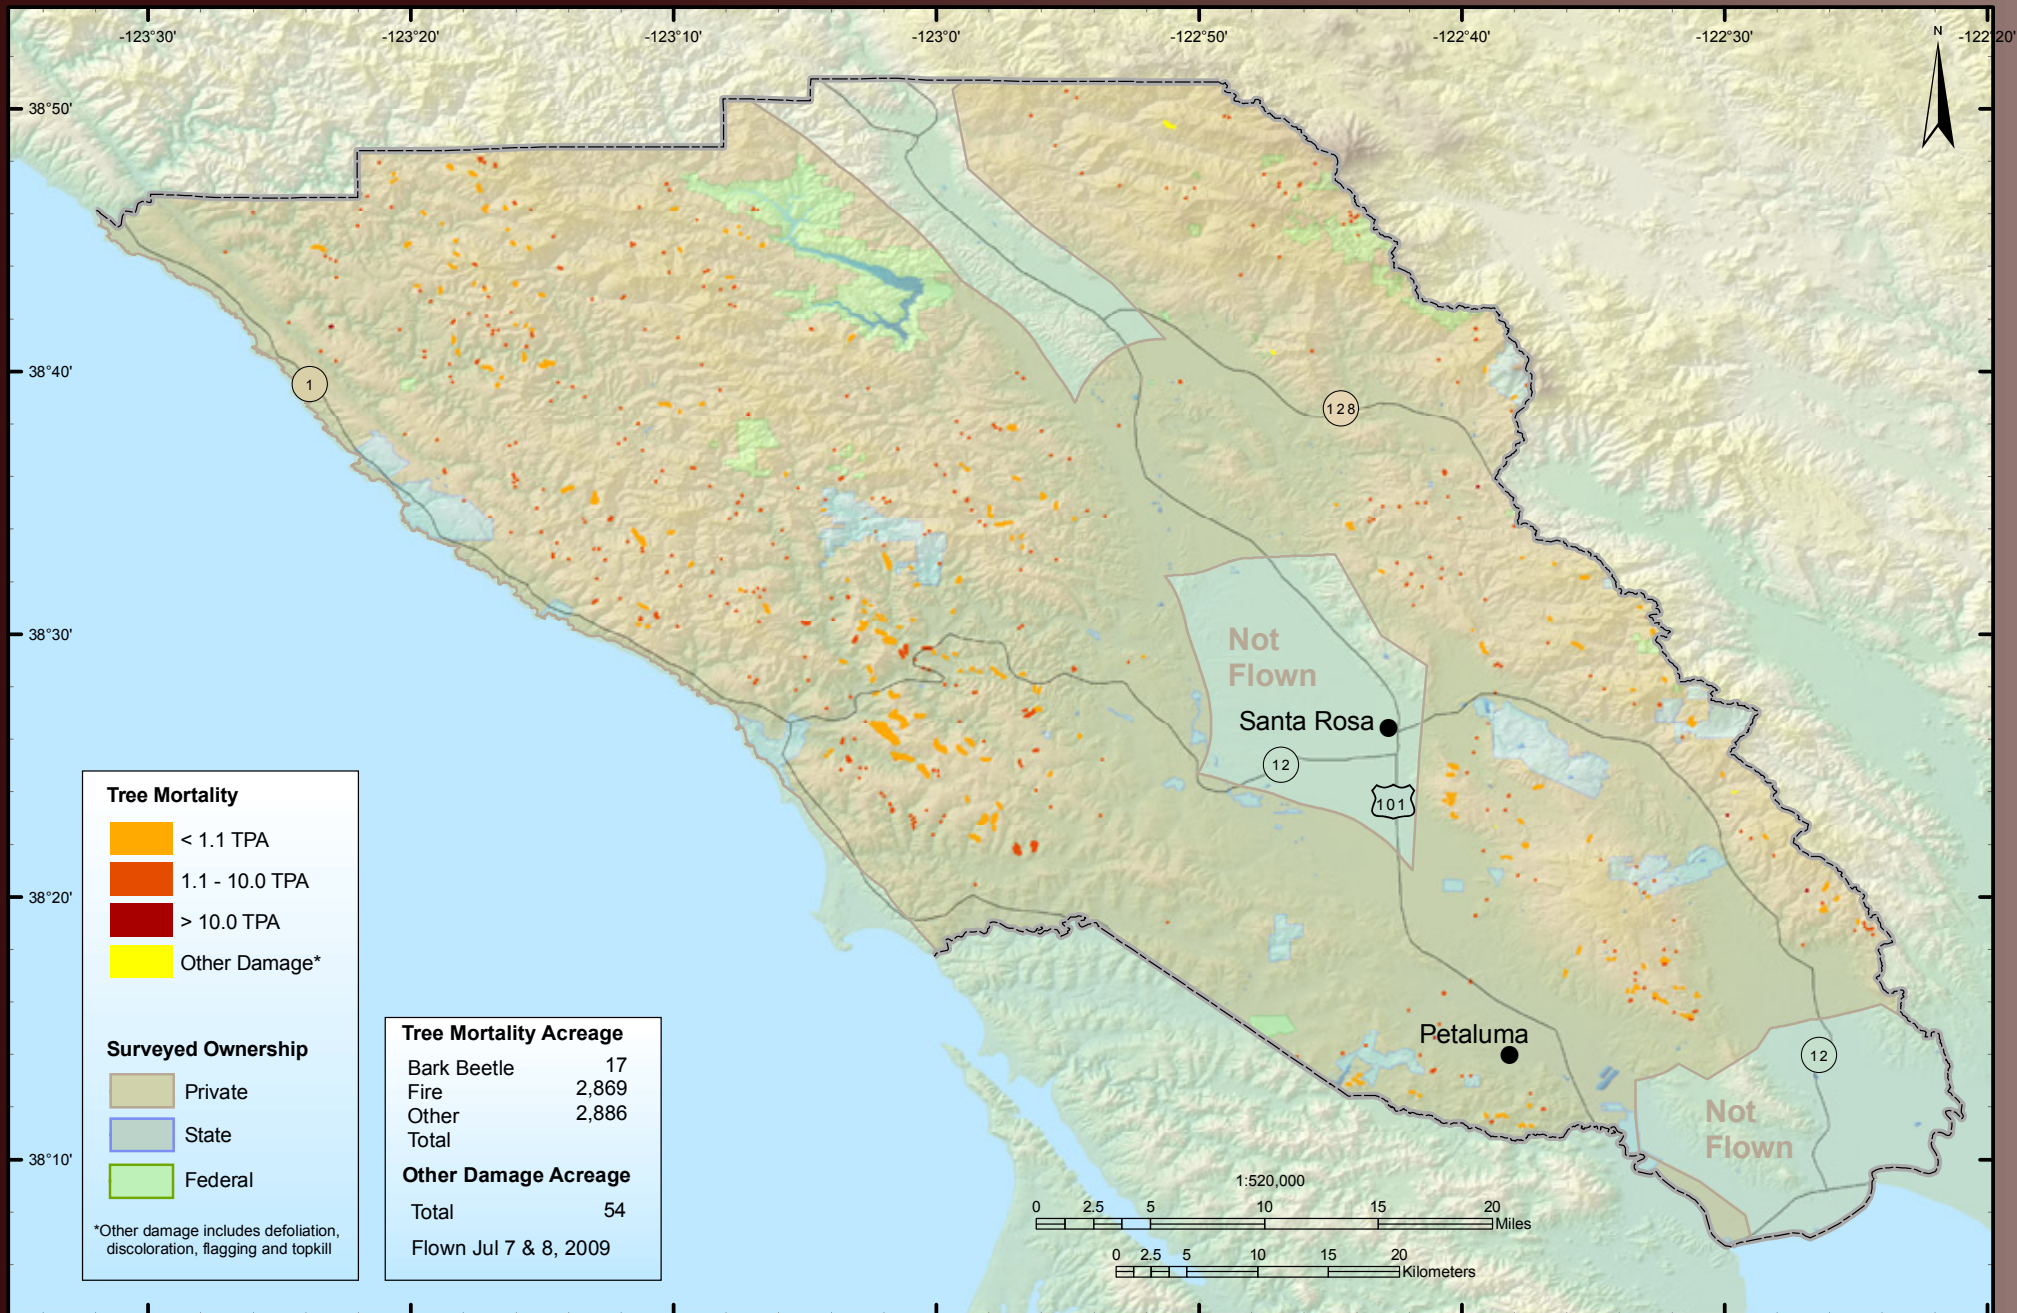 -123°30' -123°20' -123°10' -123°0' -122°50' -122°40' -122°30' -122°20'
N
38°50'
38°40'
1
128
38°30'
Not
Flown
Santa Rosa
12
101
Tree Mortality
< 1.1 TPA
1.1 - 10.0 TPA
> 10.0 TPA
Other Damage*
Surveyed Ownership
Private
State
Federal
*Other damage includes defoliation,
discoloration, flagging and topkill
38°20'
38°10'
Tree Mortality Acreage
Bark Beetle 17
Fire 2,869
Other 2,886
Total
Other Damage Acreage
Total 54
Flown Jul 7 & 8, 2009
Petaluma
12
Not
Flown
1:520,000
0 2.5 5 10 15 20
Miles
0 2.5 5 10 15 20
Kilometers